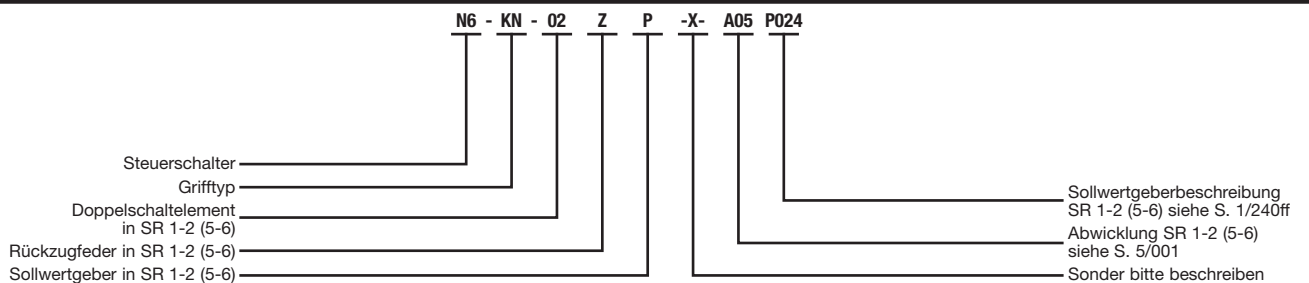 N6 - KN - 02 Z P -X- A05 P024
Steuerschalter
Grifftyp
Doppelschaltelement
in SR 1-2 (5-6)
Rückzugfeder in SR 1-2 (5-6)
Sollwertgeber in SR 1-2 (5-6)
Sollwertgeberbeschreibung
SR 1-2 (5-6) siehe S. 1/240ff
Abwicklung SR 1-2 (5-6)
siehe S. 5/001
Sonder bitte beschreiben